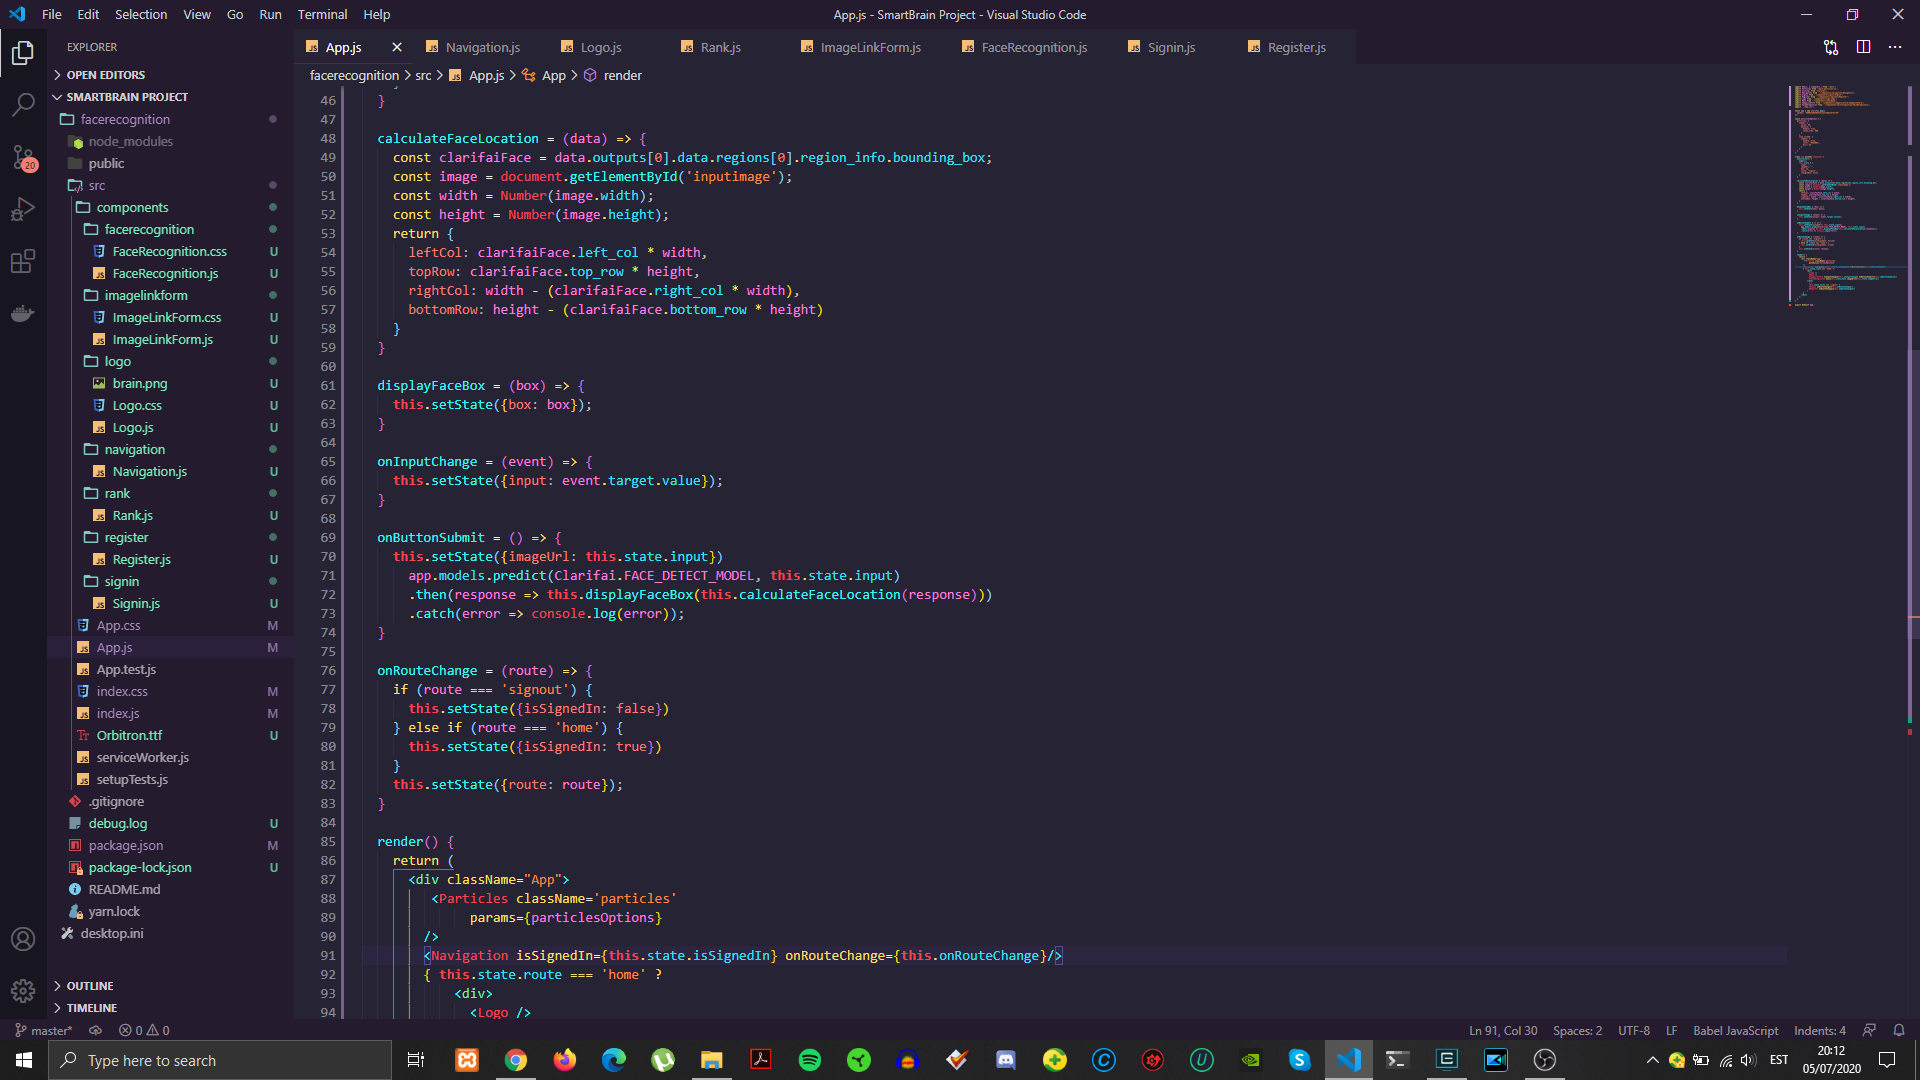 File Edit Selection View Go Run Terminal Help
App.js - SmartBrain Project - Visual Studio Code
EXPLORER
OPEN EDITORS
SMARTBRAIN PROJECT
facerecognition
node_modules
public
20
src
components
facerecognition
FaceRecognition.css U
FaceRecognition.js U
imagelinkform
ImageLinkForm.css U
ImageLinkForm.js U
logo
brain.png U
Logo.css U
Logo.js U
navigation
Navigation.js U
rank
Rank.js U
register
Register.js U
signin
Signin.js U
App.css M
App.js M
App.test.js
index.css M
index.js M
Orbitron.ttf U
serviceWorker.js
setupTests.js
.gitignore
debug.log U
package.json M
package-lock.json U
README.md
yarn.lock
desktop.ini
OUTLINE
TIMELINE
App.js Navigation.js Logo.js Rank.js ImageLinkForm.js FaceRecognition.js Signin.js Register.js
facerecognition > src > App.js > App > render
46 }
47
48 calculateFaceLocation = (data) => {
49 const clarifaiFace = data.outputs[0].data.regions[0].region_info.bounding_box;
50 const image = document.getElementById('inputimage');
51 const width = Number(image.width);
52 const height = Number(image.height);
53 return {
54 leftCol: clarifaiFace.left_col * width,
55 topRow: clarifaiFace.top_row * height,
56 rightCol: width - (clarifaiFace.right_col * width),
57 bottomRow: height - (clarifaiFace.bottom_row * height)
58 }
59 }
60
61 displayFaceBox = (box) => {
62 this.setState({box: box});
63 }
64
65 onInputChange = (event) => {
66 this.setState({input: event.target.value});
67 }
68
69 onButtonSubmit = () => {
70 this.setState({imageUrl: this.state.input})
71 app.models.predict(Clarifai.FACE_DETECT_MODEL, this.state.input)
72 .then(response => this.displayFaceBox(this.calculateFaceLocation(response)))
73 .catch(error => console.log(error));
74 }
75
76 onRouteChange = (route) => {
77 if (route === 'signout') {
78 this.setState({isSignedIn: false})
79 } else if (route === 'home') {
80 this.setState({isSignedIn: true})
81 }
82 this.setState({route: route});
83 }
84
85 render() {
86 return (
87 <div className="App">
88 <Particles className='particles'
89 params={particlesOptions}
90 />
91 <Navigation isSignedIn={this.state.isSignedIn} onRouteChange={this.onRouteChange}/>
92 { this.state.route === 'home' ?
93 <div>
94 <Logo />
master* 0 0
Ln 91, Col 30 Spaces: 2 UTF-8 LF Babel JavaScript Indents: 4
Type here to search
EST
20:12
05/07/2020